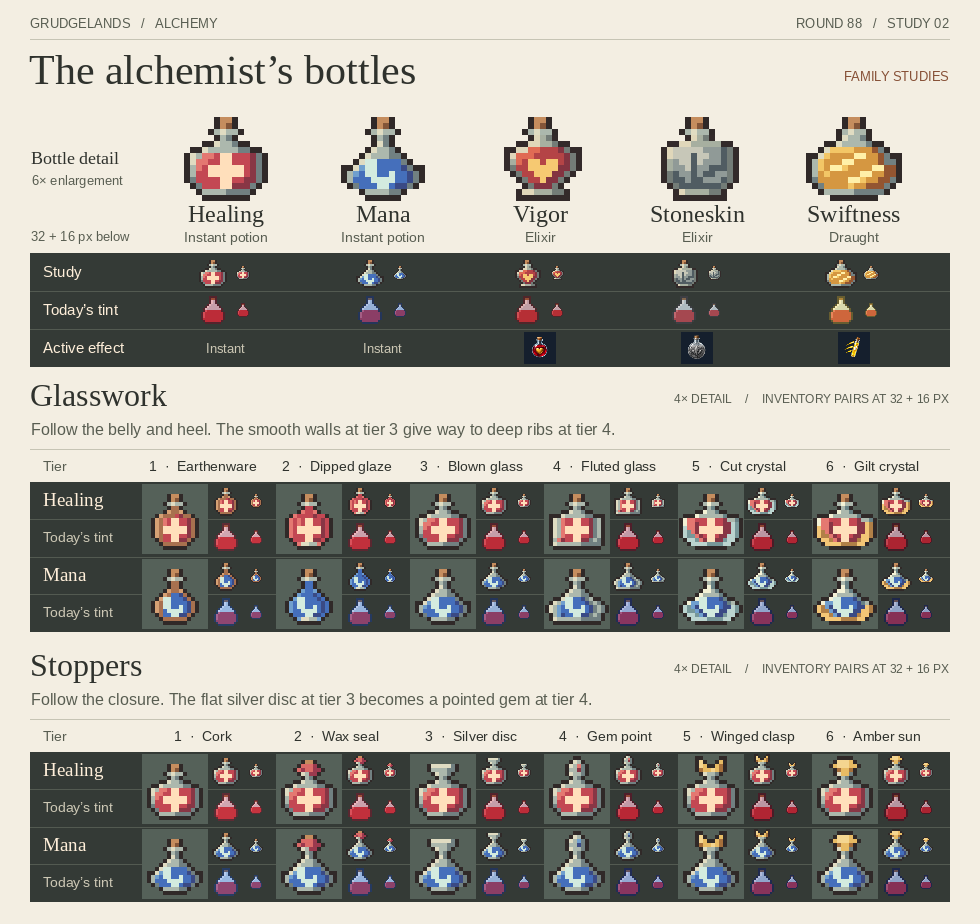 GRUDGELANDS / ALCHEMY ROUND 88 / STUDY 02
The alchemist’s bottles FAMILY STUDIES
Bottle detail
6× enlargement
Healing Mana Vigor Stoneskin Swiftness
32 + 16 px below Instant potion Instant potion Elixir Elixir Draught
Study
Today’s tint
Active effect Instant Instant
Glasswork 4× DETAIL / INVENTORY PAIRS AT 32 + 16 PX
Follow the belly and heel. The smooth walls at tier 3 give way to deep ribs at tier 4.
Tier 1 · Earthenware 2 · Dipped glaze 3 · Blown glass 4 · Fluted glass 5 · Cut crystal 6 · Gilt crystal
Healing
Today’s tint
Mana
Today’s tint
Stoppers 4× DETAIL / INVENTORY PAIRS AT 32 + 16 PX
Follow the closure. The flat silver disc at tier 3 becomes a pointed gem at tier 4.
Tier 1 · Cork 2 · Wax seal 3 · Silver disc 4 · Gem point 5 · Winged clasp 6 · Amber sun
Healing
Today’s tint
Mana
Today’s tint